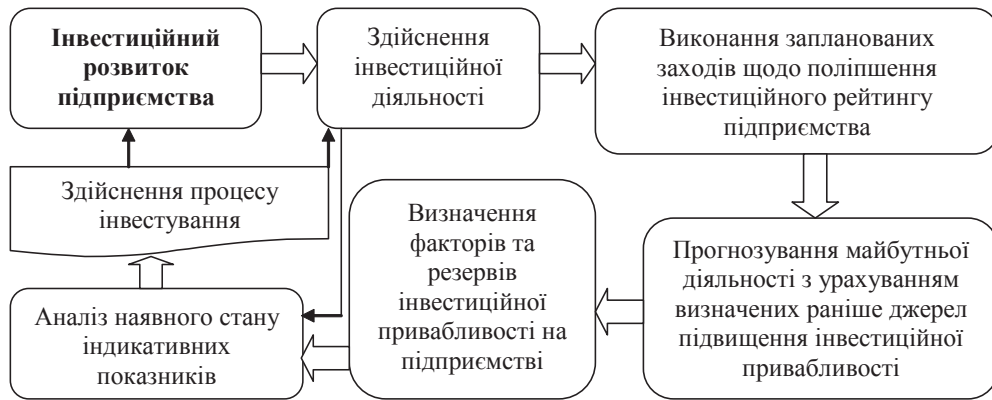 Інвестиційний
розвиток
підприємства
Здійснення
інвестиційної
діяльності
Виконання запланованих
заходів щодо поліпшення
інвестиційного рейтингу
підприємства
Здійснення процесу
інвестування
Визначення
факторів та
резервів
інвестиційної
привабливості на
підприємстві
Прогнозування майбутньої
діяльності з урахуванням
визначених раніше джерел
підвищення інвестиційної
привабливості
Аналіз наявного стану
індикативних
показників